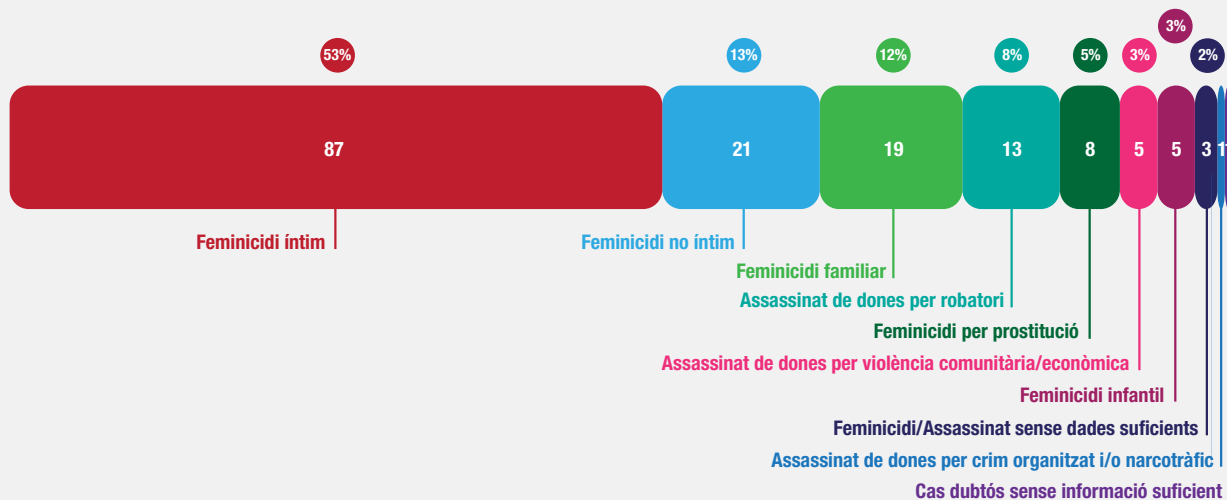 3%
53%
13%
12%
8%
5%
3%
2%
87
21
19
13
8
5
5
3
1
Feminicidi íntim
Feminicidi no íntim
Feminicidi familiar
Assassinat de dones per robatori
Feminicidi per prostitució
Assassinat de dones per violència comunitària/econòmica
Feminicidi infantil
Feminicidi/Assassinat sense dades suficients
Assassinat de dones per crim organitzat i/o narcotràfic
Cas dubtós sense informació suficient